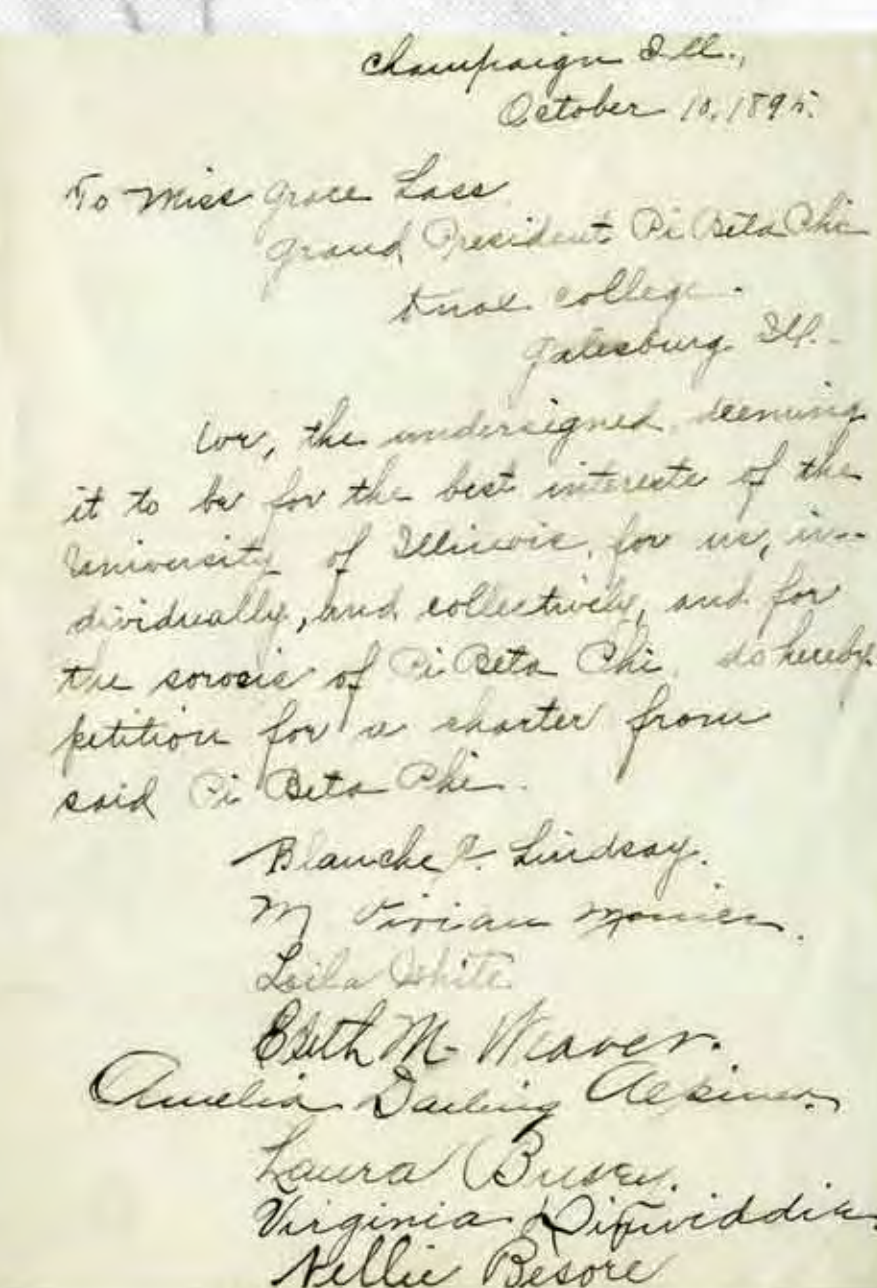 Champaign Ill.,
October 10, 1895.
To Miss Grace Lass
Grand President Pi Beta Phi
Knox college.
Galesburg Ill.
We, the undersigned, deeming
it to be for the best interests of the
University of Illinois, for us, in-
dividually, and collectively, and for
the sorosis of Pi Beta Phi, do hereby
petition for a charter from
said Pi Beta Phi.
Blanche Lindsay.
M Vivian Monier.
Leila White
Edith M. Weaver.
Amelia Darling Alpiner.
Laura Busey.
Virginia Dinwiddie
Nellie Besore